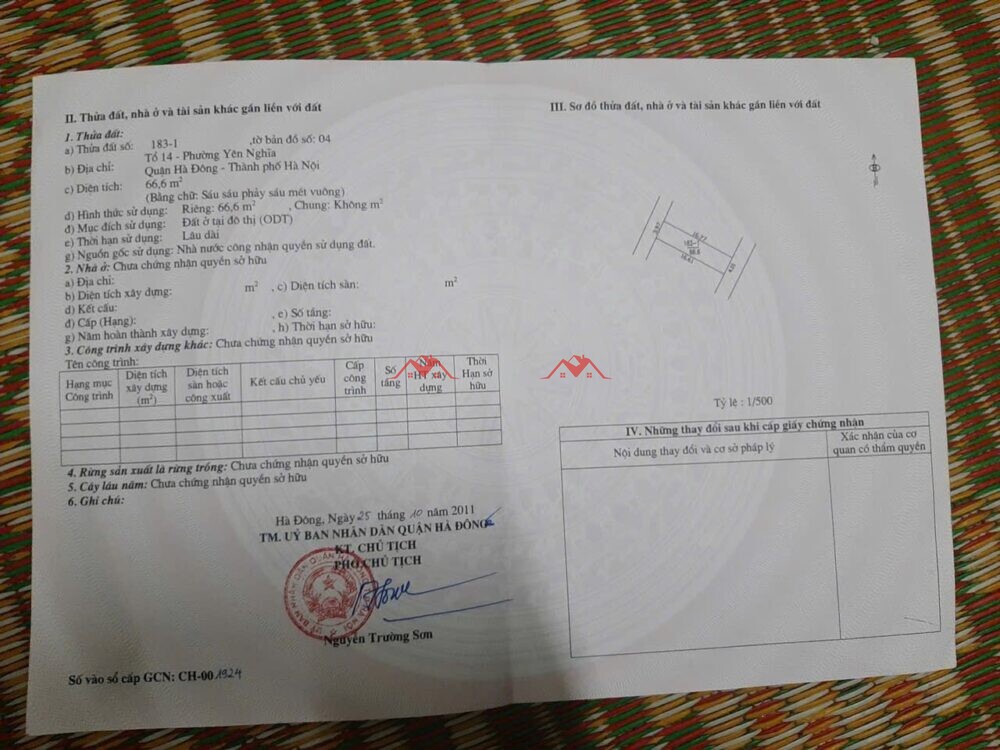 II. Thửa đất, nhà ở và tài sản khác gắn liền với đất
1. Thửa đất:
a) Thửa đất số: 183-1 ,tờ bản đồ số: 04
Tổ 14 - Phường Yên Nghĩa
b) Địa chỉ: Quận Hà Đông - Thành phố Hà Nội
c) Diện tích: 66,6 m²
(Bằng chữ: Sáu sáu phảy sáu mét vuông)
d) Hình thức sử dụng: Riêng: 66,6 m² , Chung: Không m²
đ) Mục đích sử dụng: Đất ở tại đô thị (ODT)
e) Thời hạn sử dụng: Lâu dài
g) Nguồn gốc sử dụng: Nhà nước công nhận quyền sử dụng đất.
2. Nhà ở: Chưa chứng nhận quyền sở hữu
a) Địa chỉ:
b) Diện tích xây dựng: m² , c) Diện tích sàn: m²
d) Kết cấu: , e) Số tầng:
đ) Cấp (Hạng): , h) Thời hạn sở hữu:
g) Năm hoàn thành xây dựng:
3. Công trình xây dựng khác: Chưa chứng nhận quyền sở hữu
Tên công trình:
Hạng mục Công trình
Diện tích xây dựng (m²)
Diện tích sàn hoặc công xuất
Kết cấu chủ yếu
Cấp công trình
Số tầng
Năm HT xây dựng
Thời Hạn sở hữu
4. Rừng sản xuất là rừng trồng: Chưa chứng nhận quyền sở hữu
5. Cây lâu năm: Chưa chứng nhận quyền sở hữu
6. Ghi chú:
Hà Đông, Ngày 25 tháng 10 năm 2011
TM. UỶ BAN NHÂN DÂN QUẬN HÀ ĐÔNG
KT. CHỦ TỊCH
PHÓ CHỦ TỊCH
Nguyễn Trường Sơn
Số vào sổ cấp GCN: CH-00 1924
III. Sơ đồ thửa đất, nhà ở và tài sản khác gắn liền với đất
16.77
183-1
66.6
16.61
Tỷ lệ : 1/500
IV. Những thay đổi sau khi cấp giấy chứng nhận
Nội dung thay đổi và cơ sở pháp lý
Xác nhận của cơ quan có thẩm quyền